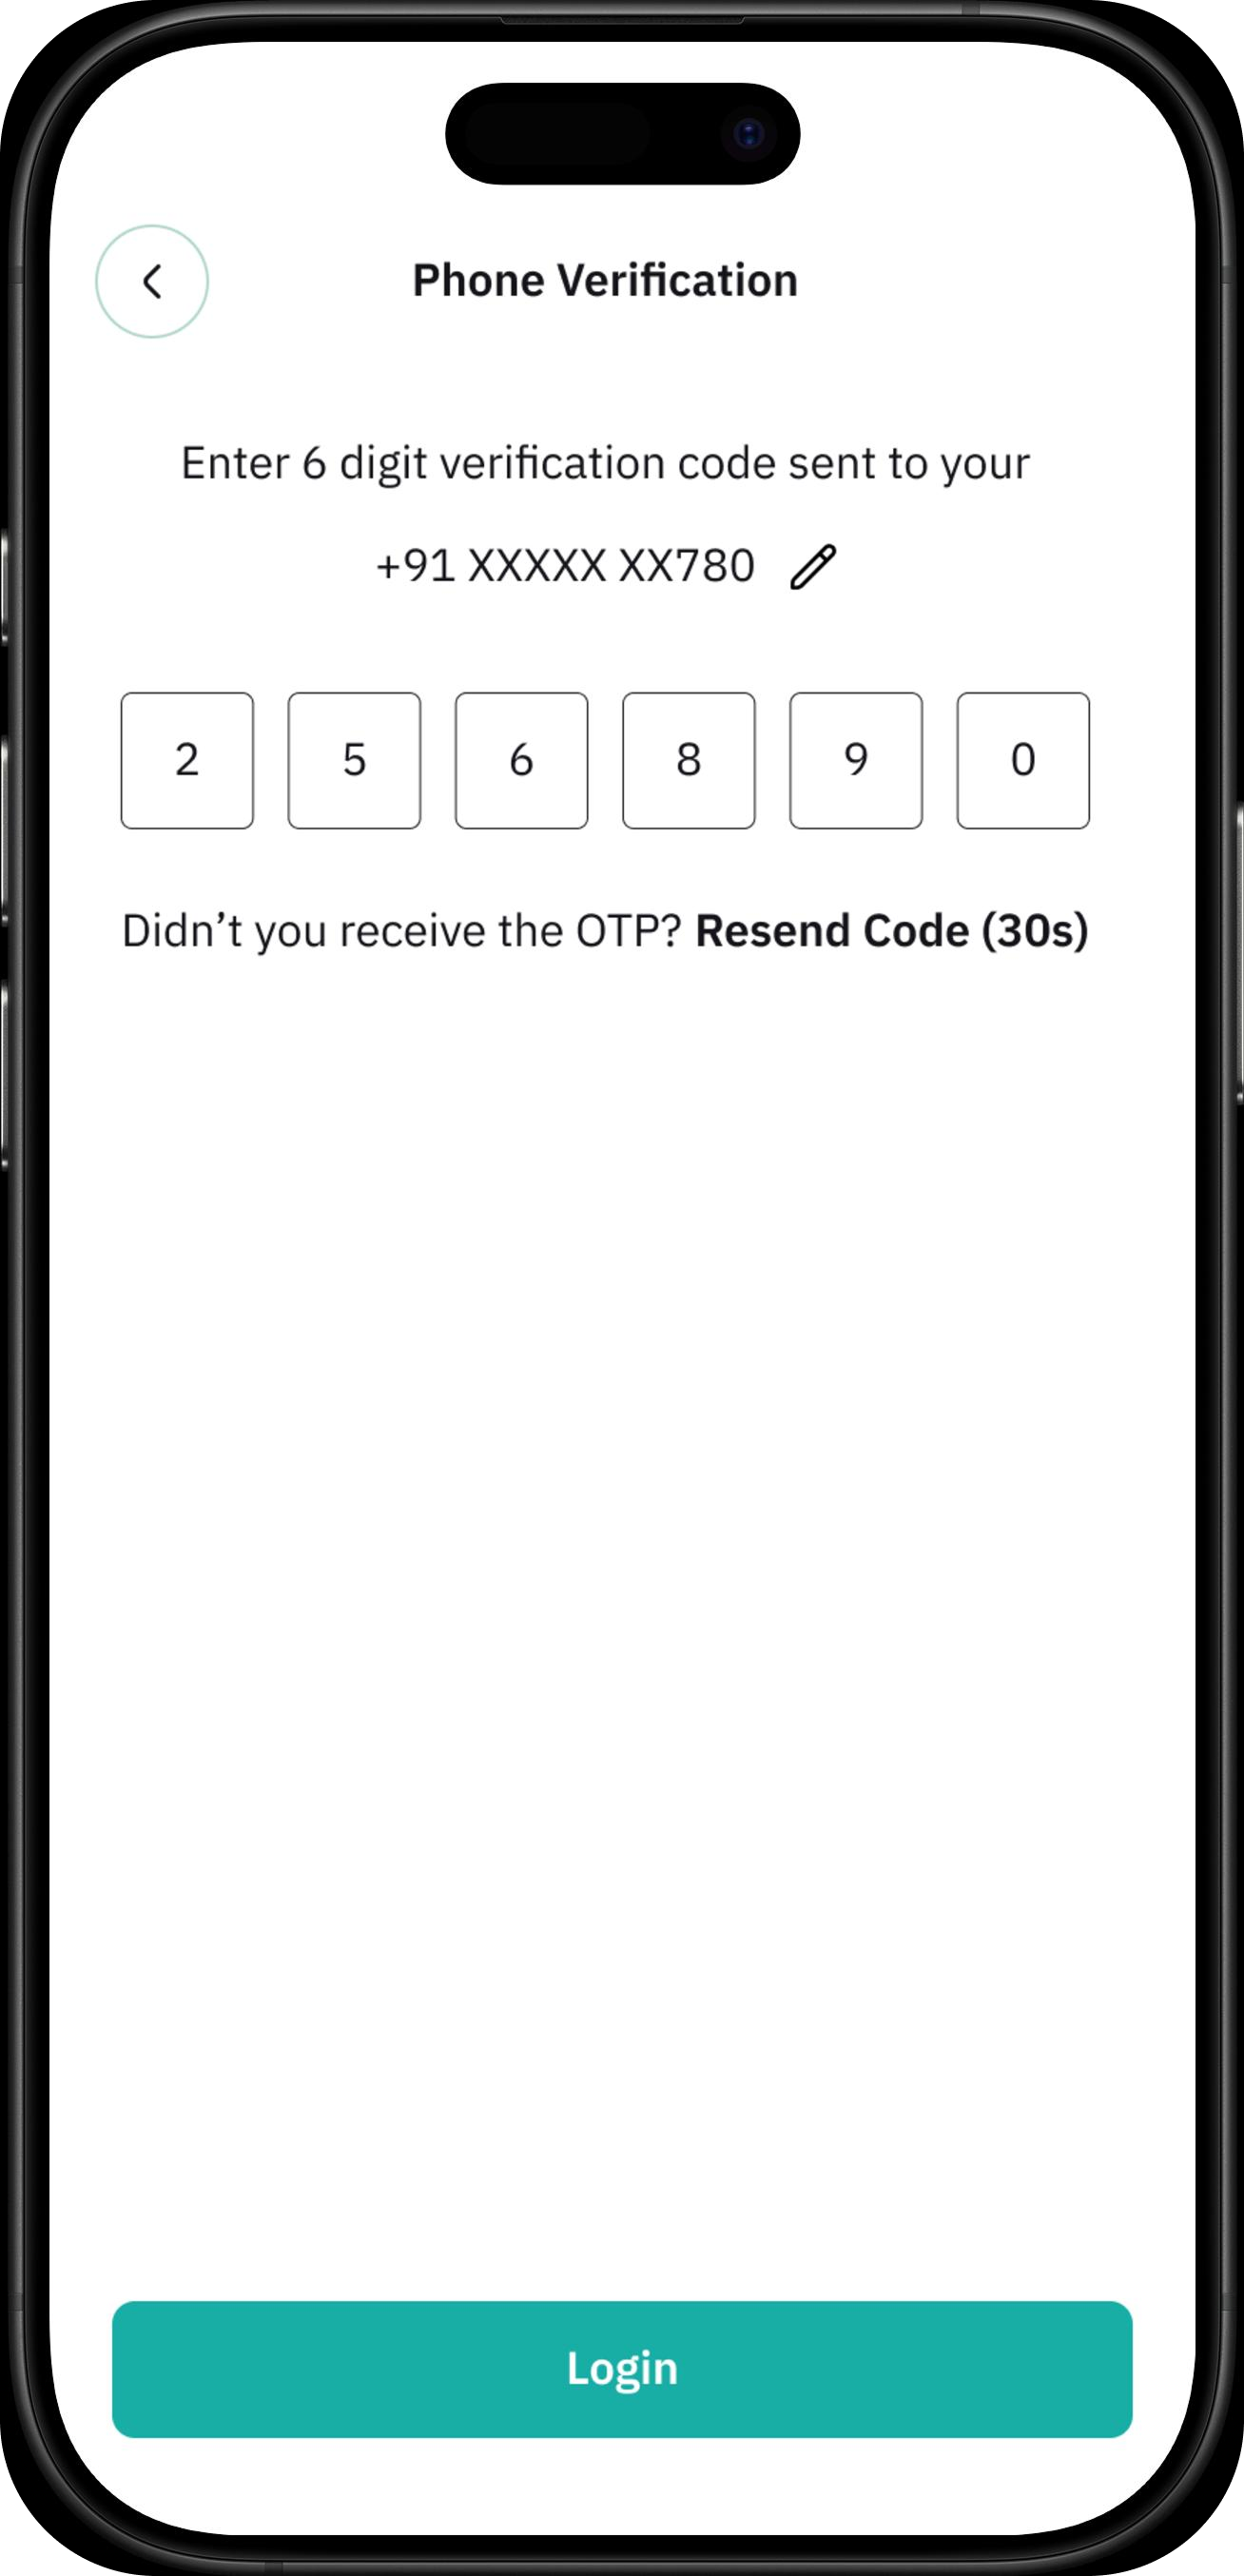 Phone Verification
Enter 6 digit verification code sent to your
+91 XXXXX XX780
2 5 6 8 9 0
Didn’t you receive the OTP? Resend Code (30s)
Login